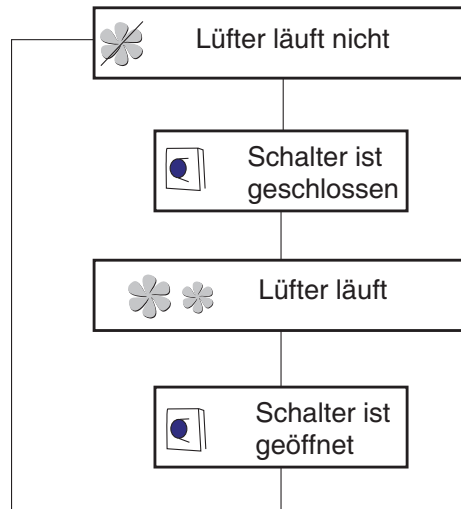 Lüfter läuft nicht
Schalter ist
geschlossen
Lüfter läuft
Schalter ist
geöffnet